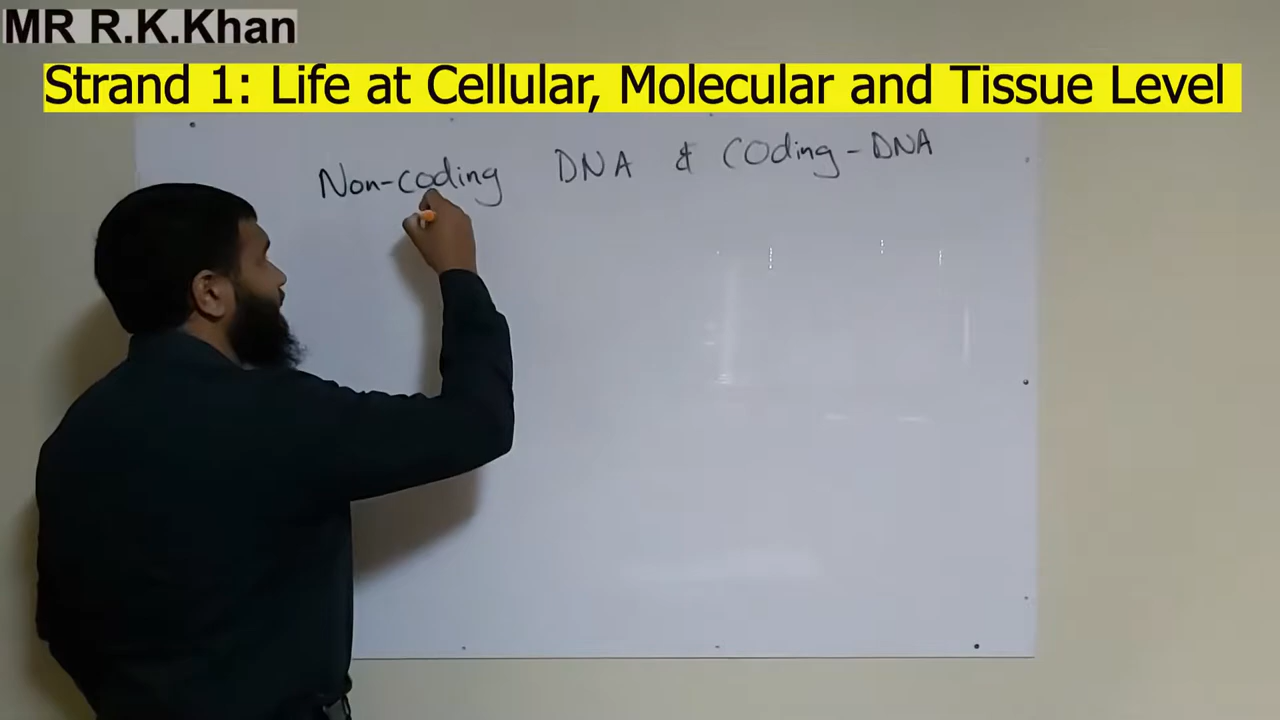 MR R.K.Khan
Strand 1: Life at Cellular, Molecular and Tissue Level
Non-coding DNA & COding-DNA